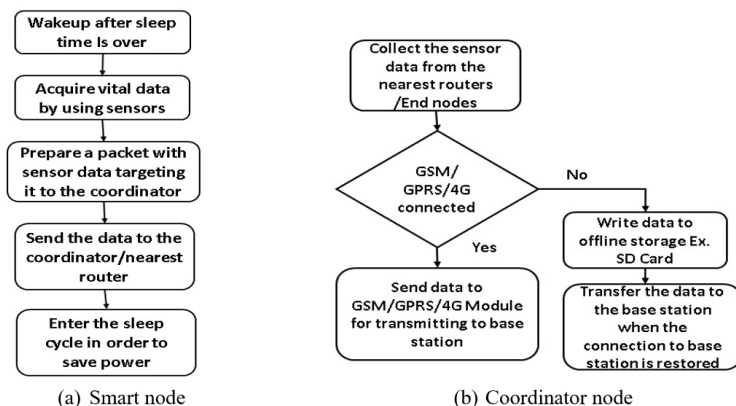 Wakeup after sleep
time Is over
Acquire vital data
by using sensors
Prepare a packet with
sensor data targeting
it to the coordinator
Send the data to the
coordinator/nearest
router
Enter the sleep
cycle in order to
save power
(a) Smart node
Collect the sensor
data from the
nearest routers
/End nodes
GSM/
GPRS/4G
connected
No
Yes
Write data to
offline storage Ex.
SD Card
Send data to
GSM/GPRS/4G Module
for transmitting to base
station
Transfer the data to
the base station
when the
connection to base
station is restored
(b) Coordinator node